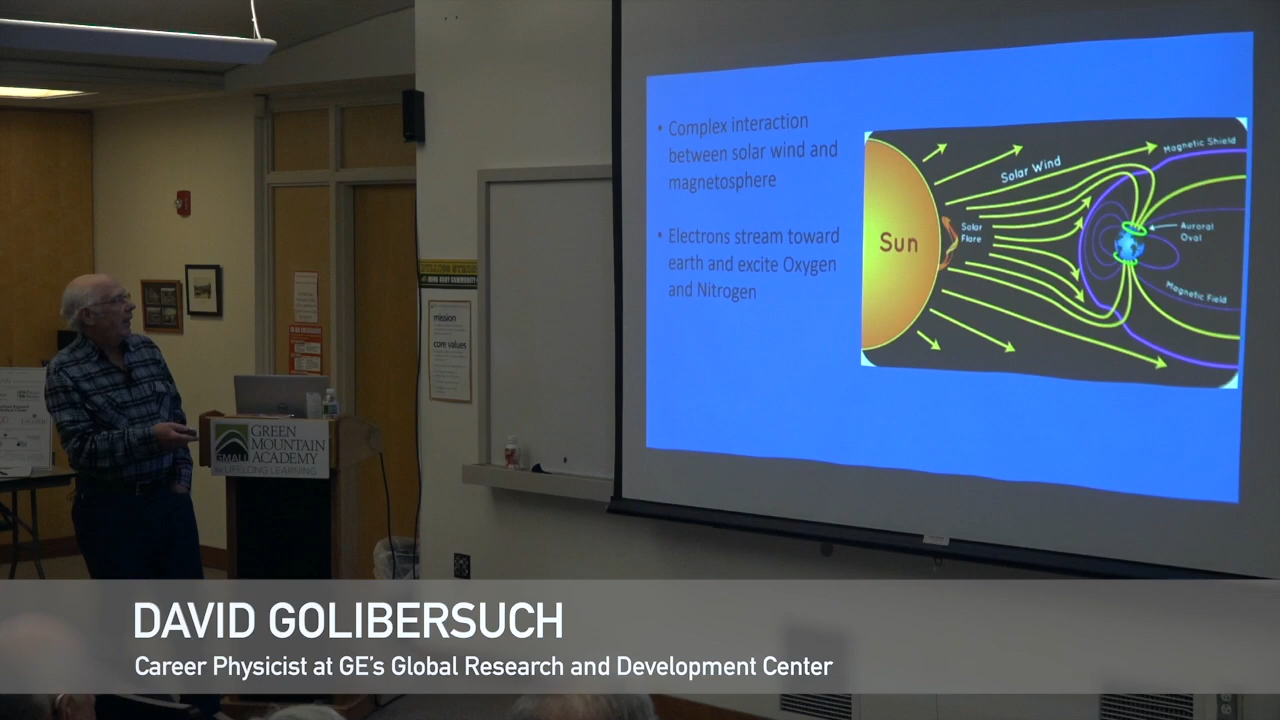 • Complex interaction
between solar wind and
magnetosphere
• Electrons stream toward
earth and excite Oxygen
and Nitrogen
Sun
Solar Wind
Solar
Flare
Magnetic Shield
Auroral
Oval
Magnetic Field
mission
core values
GREEN
MOUNTAIN
ACADEMY
for LIFELONG LEARNING
DAVID GOLIBERSUCH
Career Physicist at GE's Global Research and Development Center